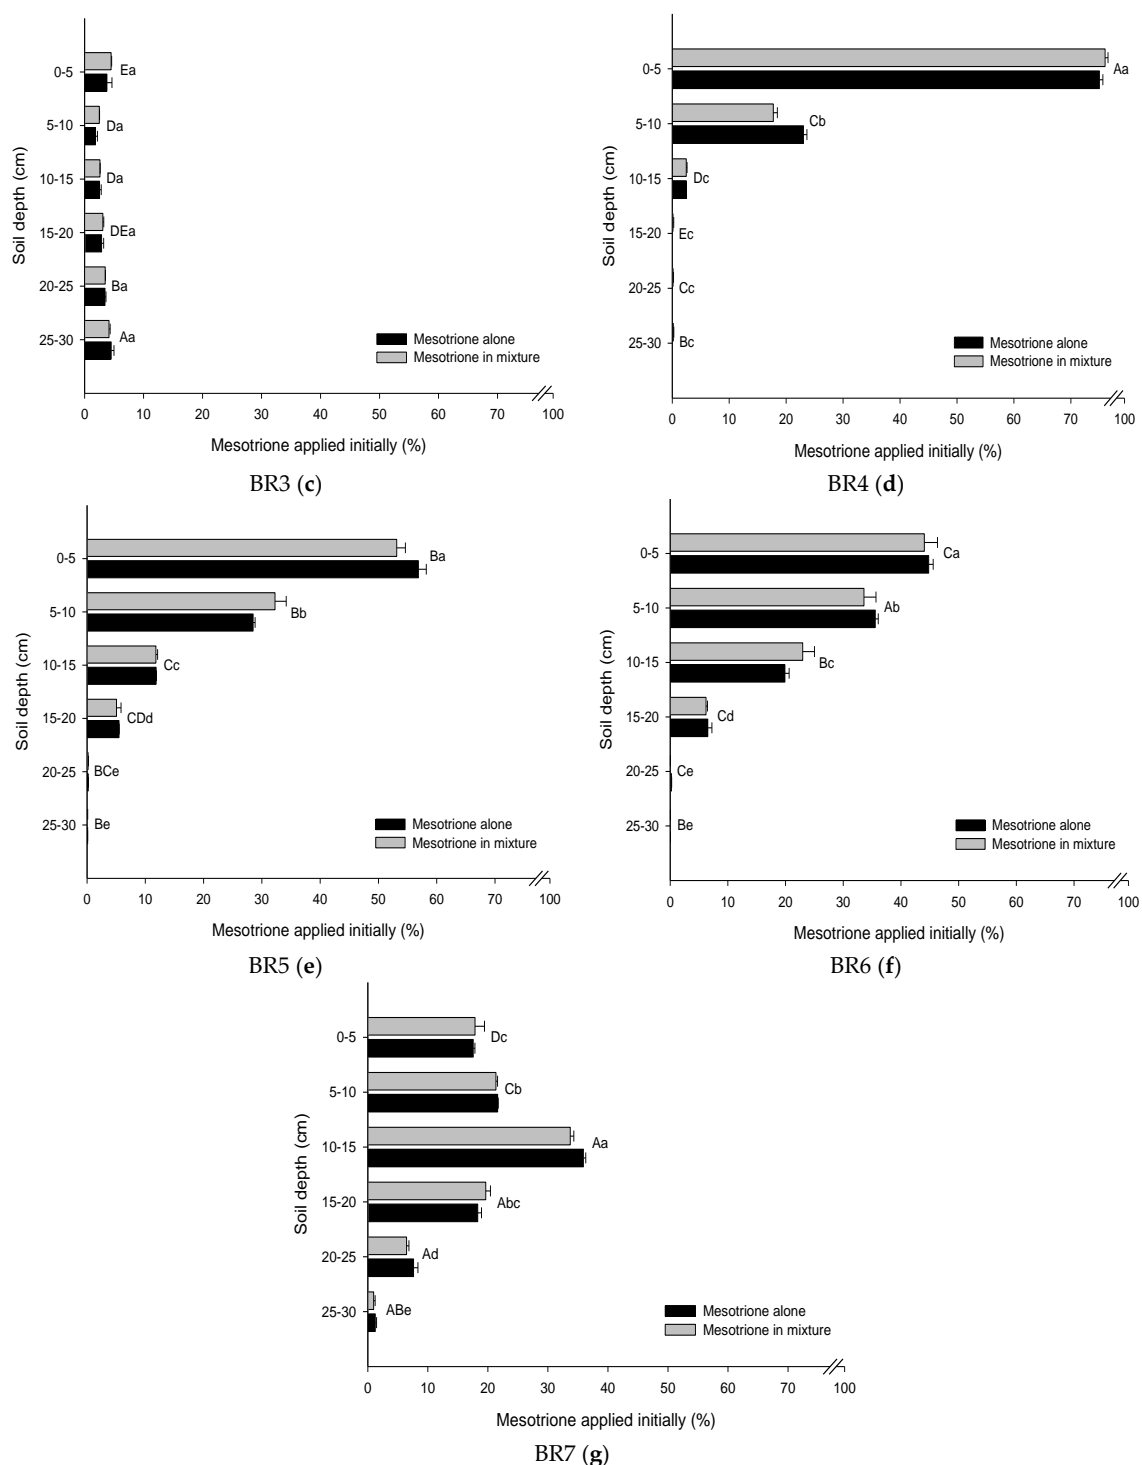 0-5
Ea
5-10
Da
10-15
Da
15-20
DEa
20-25
Ba
25-30
Aa
Soil depth (cm)
Mesotrione alone
Mesotrione in mixture
0 10 20 30 40 50 60 70 100
Mesotrione applied initially (%)
BR3 (c)
0-5
Aa
5-10
Cb
10-15
Dc
15-20
Ec
20-25
Cc
25-30
Bc
Soil depth (cm)
Mesotrione alone
Mesotrione in mixture
0 10 20 30 40 50 60 70 100
Mesotrione applied initially (%)
BR4 (d)
0-5
Ba
5-10
Bb
10-15
Cc
15-20
CDd
20-25
BCe
25-30
Be
Soil depth (cm)
Mesotrione alone
Mesotrione in mixture
0 10 20 30 40 50 60 70 100
Mesotrione applied initially (%)
BR5 (e)
0-5
Ca
5-10
Ab
10-15
Bc
15-20
Cd
20-25
Ce
25-30
Be
Soil depth (cm)
Mesotrione alone
Mesotrione in mixture
0 10 20 30 40 50 60 70 100
Mesotrione applied initially (%)
BR6 (f)
0-5
Dc
5-10
Cb
10-15
Aa
15-20
Abc
20-25
Ad
25-30
ABe
Soil depth (cm)
Mesotrione alone
Mesotrione in mixture
0 10 20 30 40 50 60 70 100
Mesotrione applied initially (%)
BR7 (g)